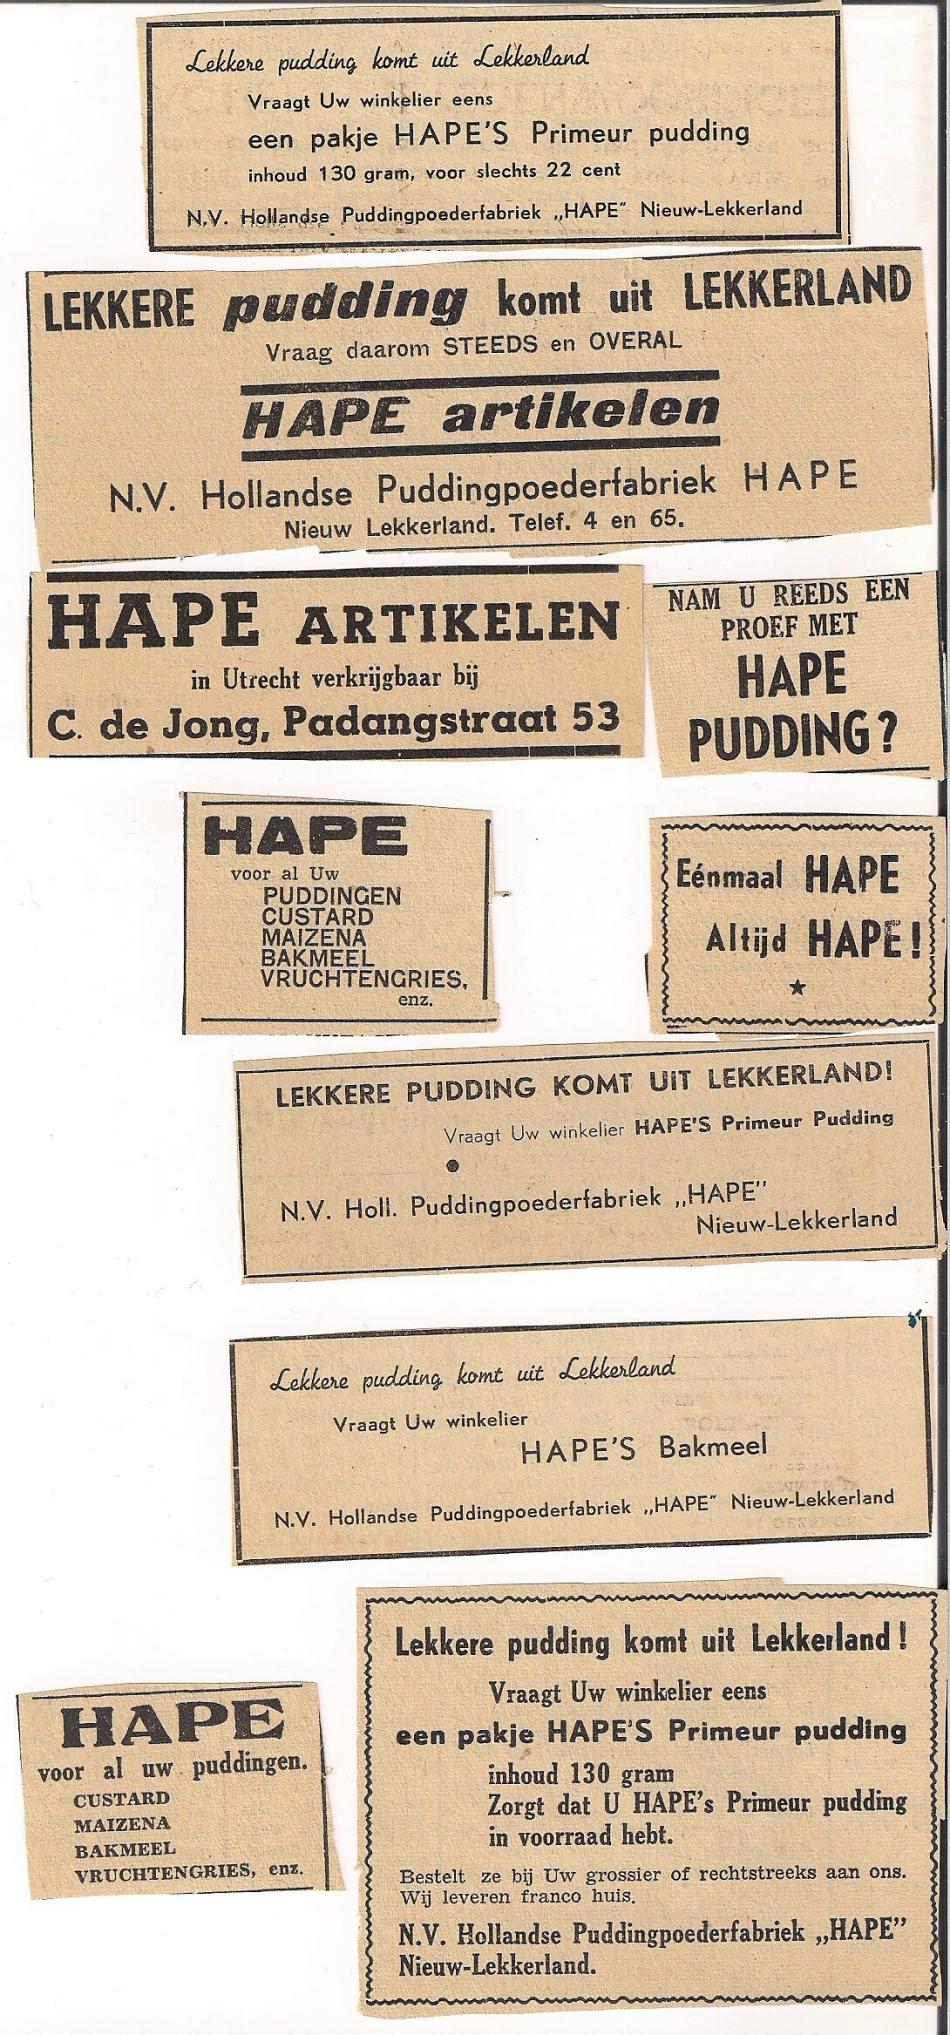 Lekkere pudding komt uit Lekkerland
Vraagt Uw winkelier eens
een pakje HAPE'S Primeur pudding
inhoud 130 gram, voor slechts 22 cent
N.V. Hollandse Puddingpoederfabriek „HAPE" Nieuw-Lekkerland
LEKKERE pudding komt uit LEKKERLAND
Vraag daarom STEEDS en OVERAL
HAPE artikelen
N.V. Hollandse Puddingpoederfabriek HAPE
Nieuw Lekkerland. Telef. 4 en 65.
HAPE ARTIKELEN
in Utrecht verkrijgbaar bij
C. de Jong, Padangstraat 53
NAM U REEDS EEN
PROEF MET
HAPE
PUDDING?
HAPE
voor al Uw
PUDDINGEN
CUSTARD
MAIZENA
BAKMEEL
VRUCHTENGRIES,
enz.
Eénmaal HAPE
Altijd HAPE!
LEKKERE PUDDING KOMT UIT LEKKERLAND!
Vraagt Uw winkelier HAPE'S Primeur Pudding
N.V. Holl. Puddingpoederfabriek „HAPE"
Nieuw-Lekkerland
Lekkere pudding komt uit Lekkerland
Vraagt Uw winkelier
HAPE'S Bakmeel
N.V. Hollandse Puddingpoederfabriek „HAPE" Nieuw-Lekkerland
HAPE
voor al uw puddingen.
CUSTARD
MAIZENA
BAKMEEL
VRUCHTENGRIES, enz.
Lekkere pudding komt uit Lekkerland!
Vraagt Uw winkelier eens
een pakje HAPE'S Primeur pudding
inhoud 130 gram
Zorgt dat U HAPE's Primeur pudding
in voorraad hebt.
Bestelt ze bij Uw grossier of rechtstreeks aan ons.
Wij leveren franco huis.
N.V. Hollandse Puddingpoederfabriek „HAPE"
Nieuw-Lekkerland.